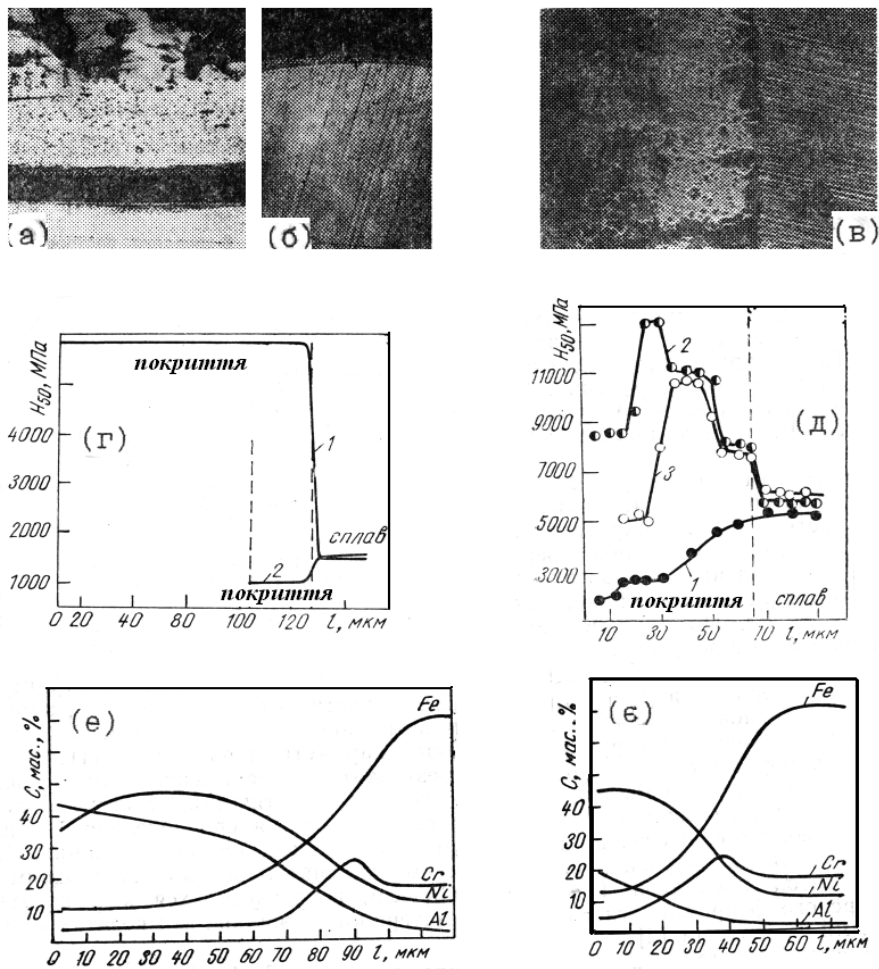 (а)
(б)
(в)
Н50, МПа
4000
3000
2000
1000
покриття
(г)
1
2
сплав
покриття
0 20 40 60 80 100 120 l, мкм
Н50, МПа
11000
9000
7000
5000
3000
2
3
1
(д)
покриття
сплав
10 30 50 70 l, мкм
С, мас., %
40
30
20
10
(е)
Fe
Cr
Ni
Al
0 10 20 30 40 50 60 70 80 90 l, мкм
С, мас.. %
40
30
20
10
(є)
Fe
Cr
Ni
Al
0 10 20 30 40 50 60 l, мкм